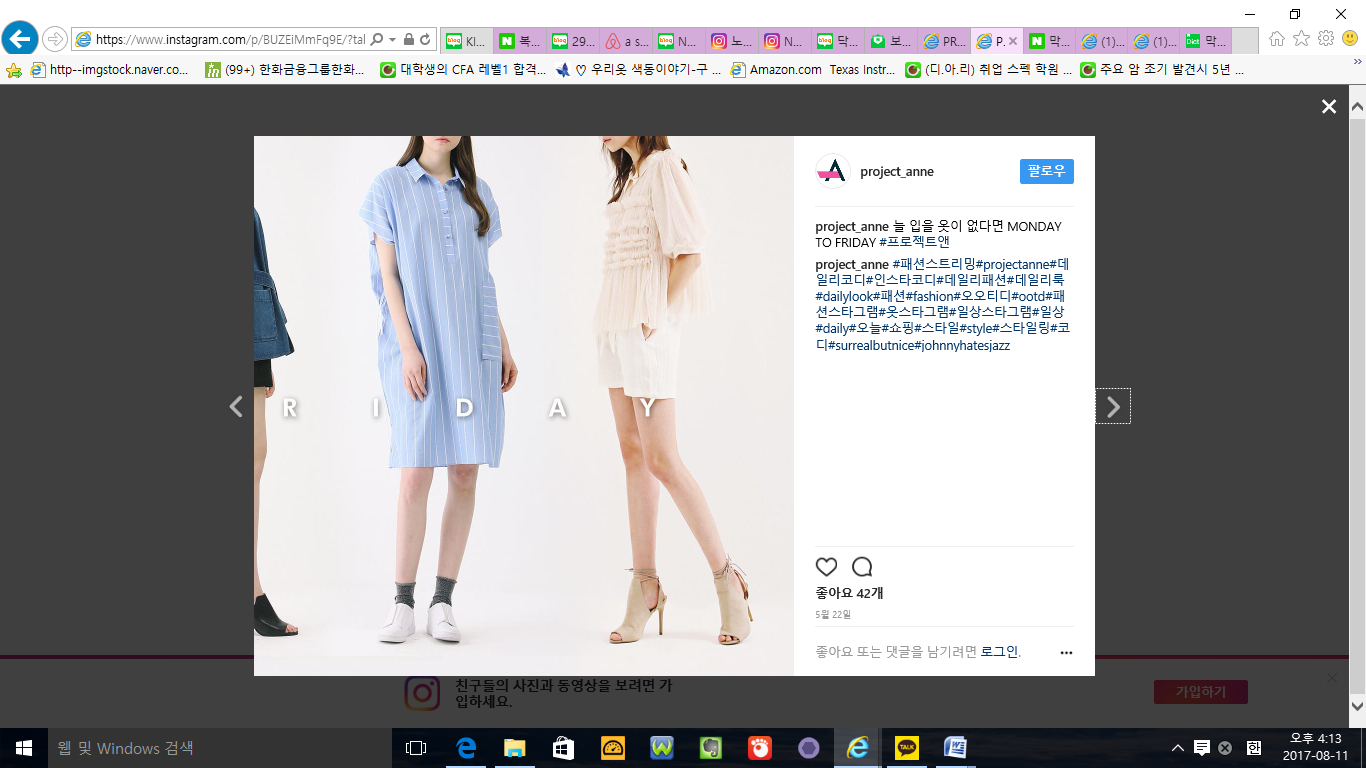 https://www.instagram.com/p/BUZEiMmFq9E/?tal
KI...
복...
29...
a s...
N...
노...
N...
닥...
보...
PR...
P...
막...
(1)...
(1)...
막...
http--imgstock.naver.co...
(99+) 한화금융그룹한화...
대학생의 CFA 레벨1 합격...
♡ 우리옷 색동이야기-구 ...
Amazon.com Texas Instr...
(디.아.리) 취업 스펙 학원 ...
주요 암 조기 발견시 5년 ...
R I D A Y
project_anne
팔로우
project_anne 늘 입을 옷이 없다면 MONDAY
TO FRIDAY #프로젝트앤
project_anne #패션스트리밍#projectanne#데
일리코디#인스타코디#데일리패션#데일리룩
#dailylook#패션#fashion#오오티디#ootd#패
션스타그램#옷스타그램#일상스타그램#일상
#daily#오늘#쇼핑#스타일#style#스타일링#코
디#surrealbutnice#johnnyhatesjazz
좋아요 42개
5월 22일
좋아요 또는 댓글을 남기려면 로그인.
친구들의 사진과 동영상을 보려면 가
입하세요.
가입하기
웹 및 Windows 검색
TALK
한
오후 4:13
2017-08-11